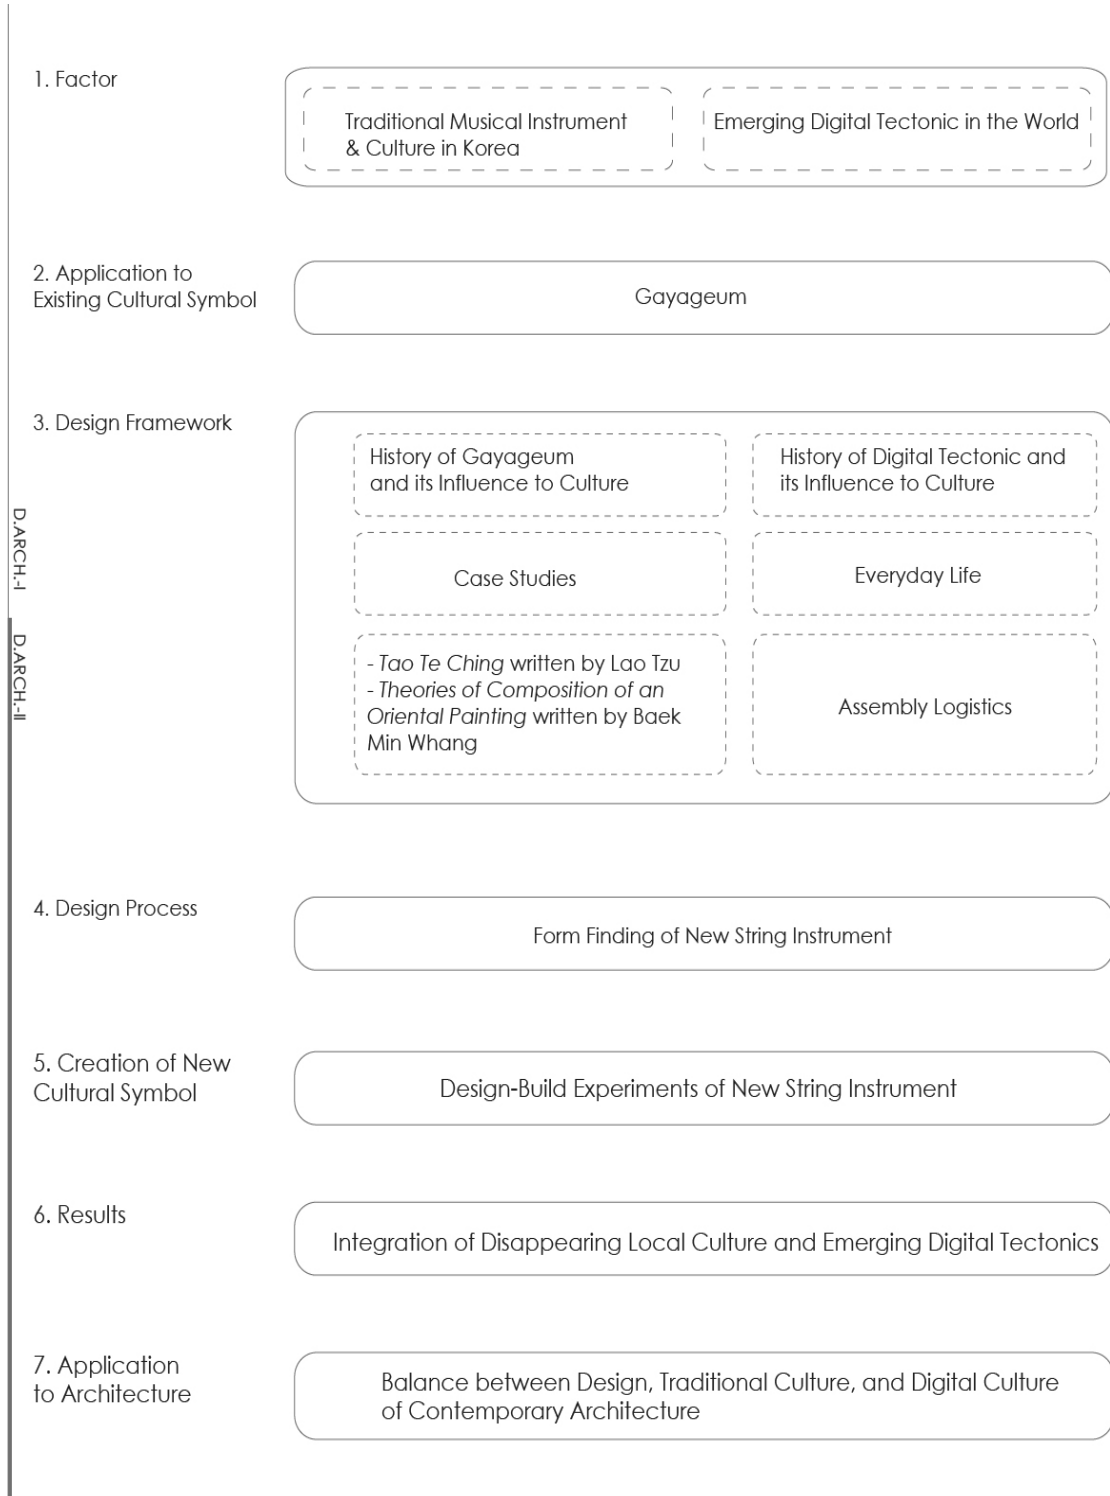 1. Factor
Traditional Musical Instrument
& Culture in Korea
Emerging Digital Tectonic in the World
2. Application to
Existing Cultural Symbol
Gayageum
3. Design Framework
History of Gayageum
and its Influence to Culture
History of Digital Tectonic and
its Influence to Culture
Case Studies
Everyday Life
- Tao Te Ching written by Lao Tzu
- Theories of Composition of an
Oriental Painting written by Baek
Min Whang
Assembly Logistics
D.ARCH.-I
D.ARCH.-II
4. Design Process
Form Finding of New String Instrument
5. Creation of New
Cultural Symbol
Design-Build Experiments of New String Instrument
6. Results
Integration of Disappearing Local Culture and Emerging Digital Tectonics
7. Application
to Architecture
Balance between Design, Traditional Culture, and Digital Culture
of Contemporary Architecture